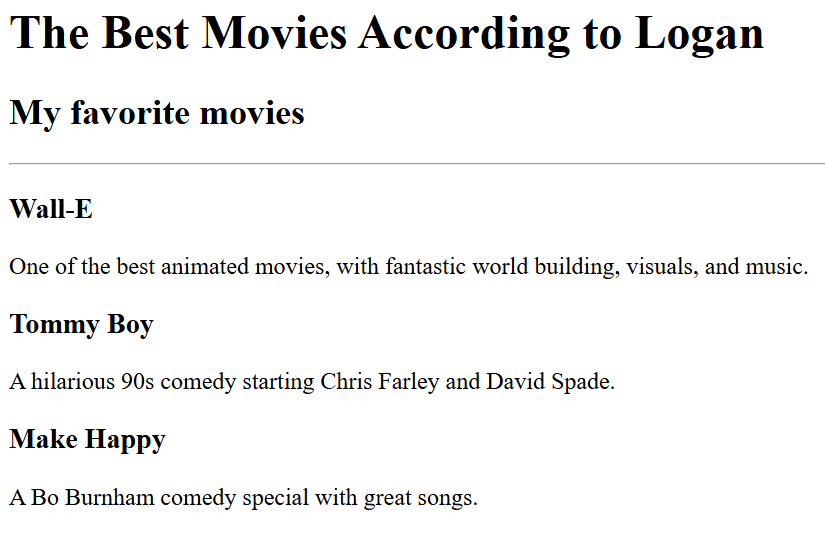 The Best Movies According to Logan
My favorite movies
Wall-E
One of the best animated movies, with fantastic world building, visuals, and music.
Tommy Boy
A hilarious 90s comedy starting Chris Farley and David Spade.
Make Happy
A Bo Burnham comedy special with great songs.